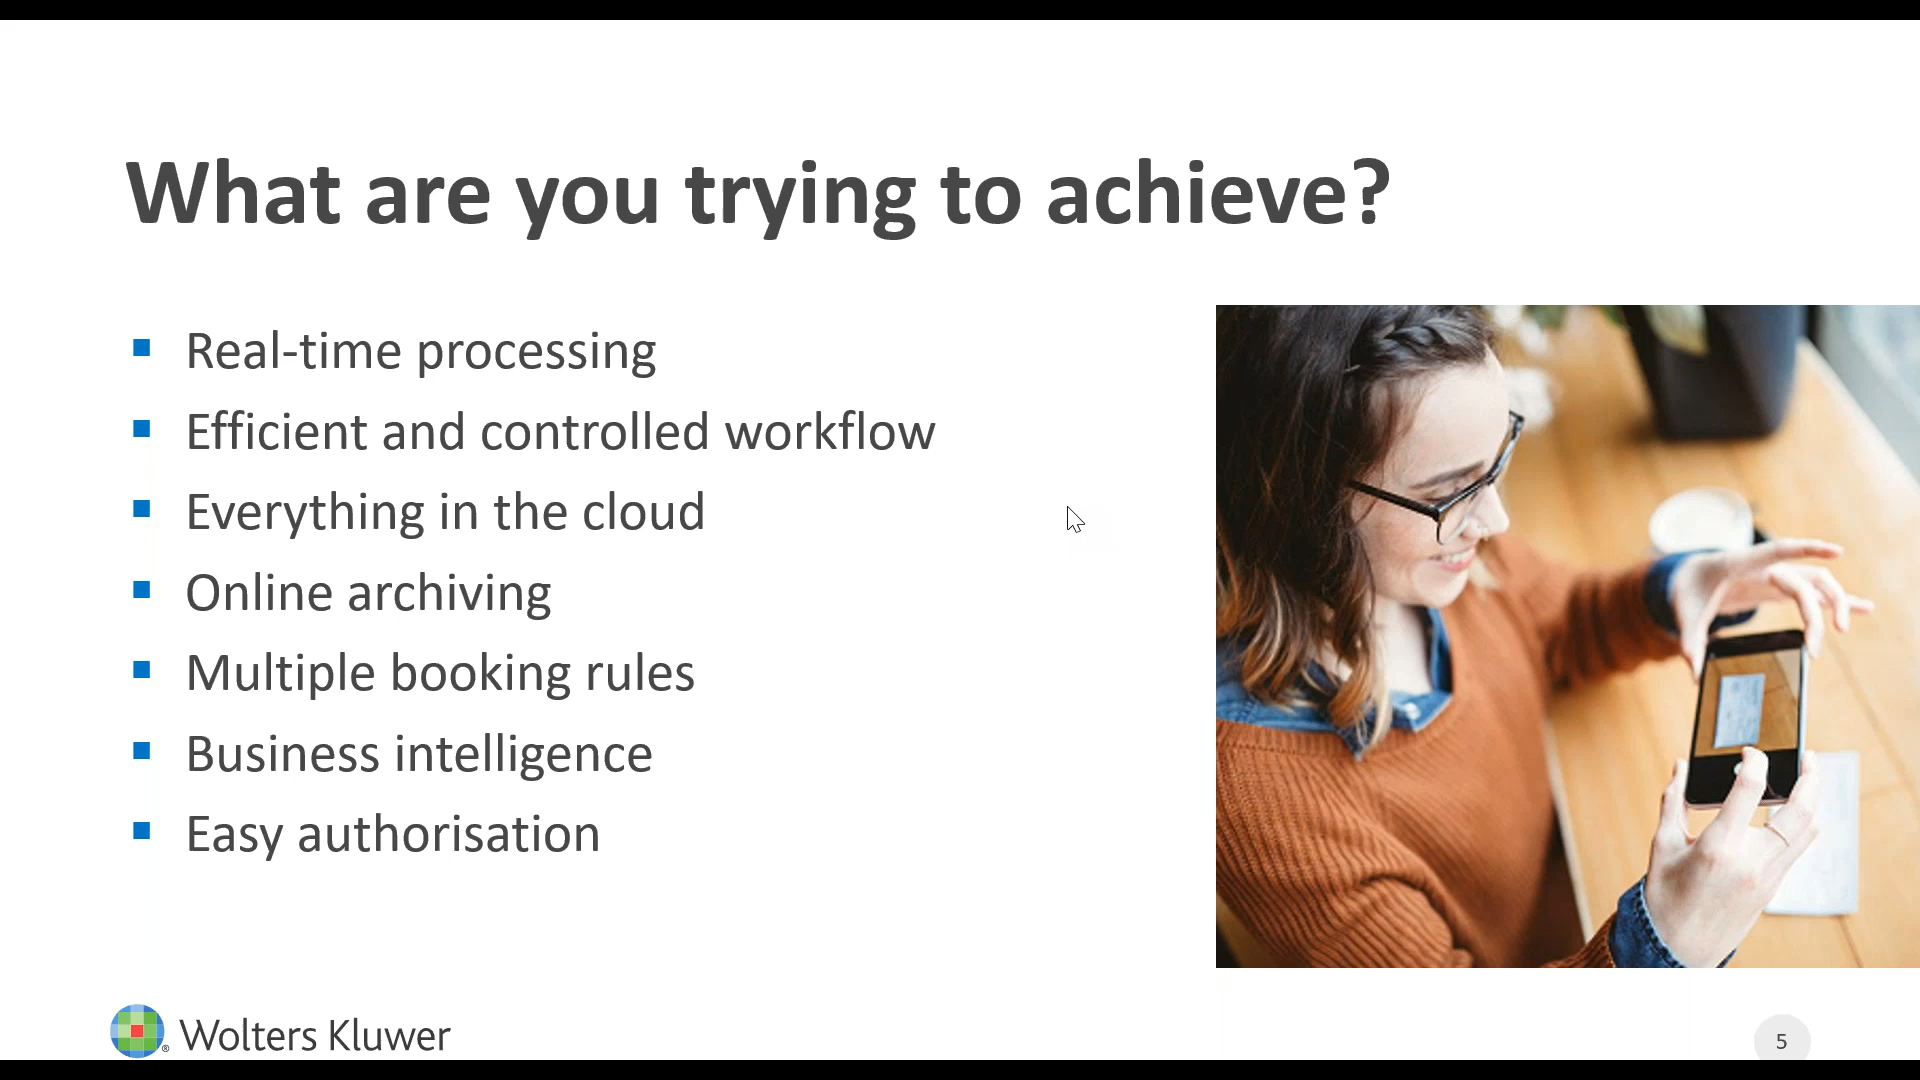 What are you trying to achieve?
Real-time processing
Efficient and controlled workflow
Everything in the cloud
Online archiving
Multiple booking rules
Business intelligence
Easy authorisation
® Wolters Kluwer
5